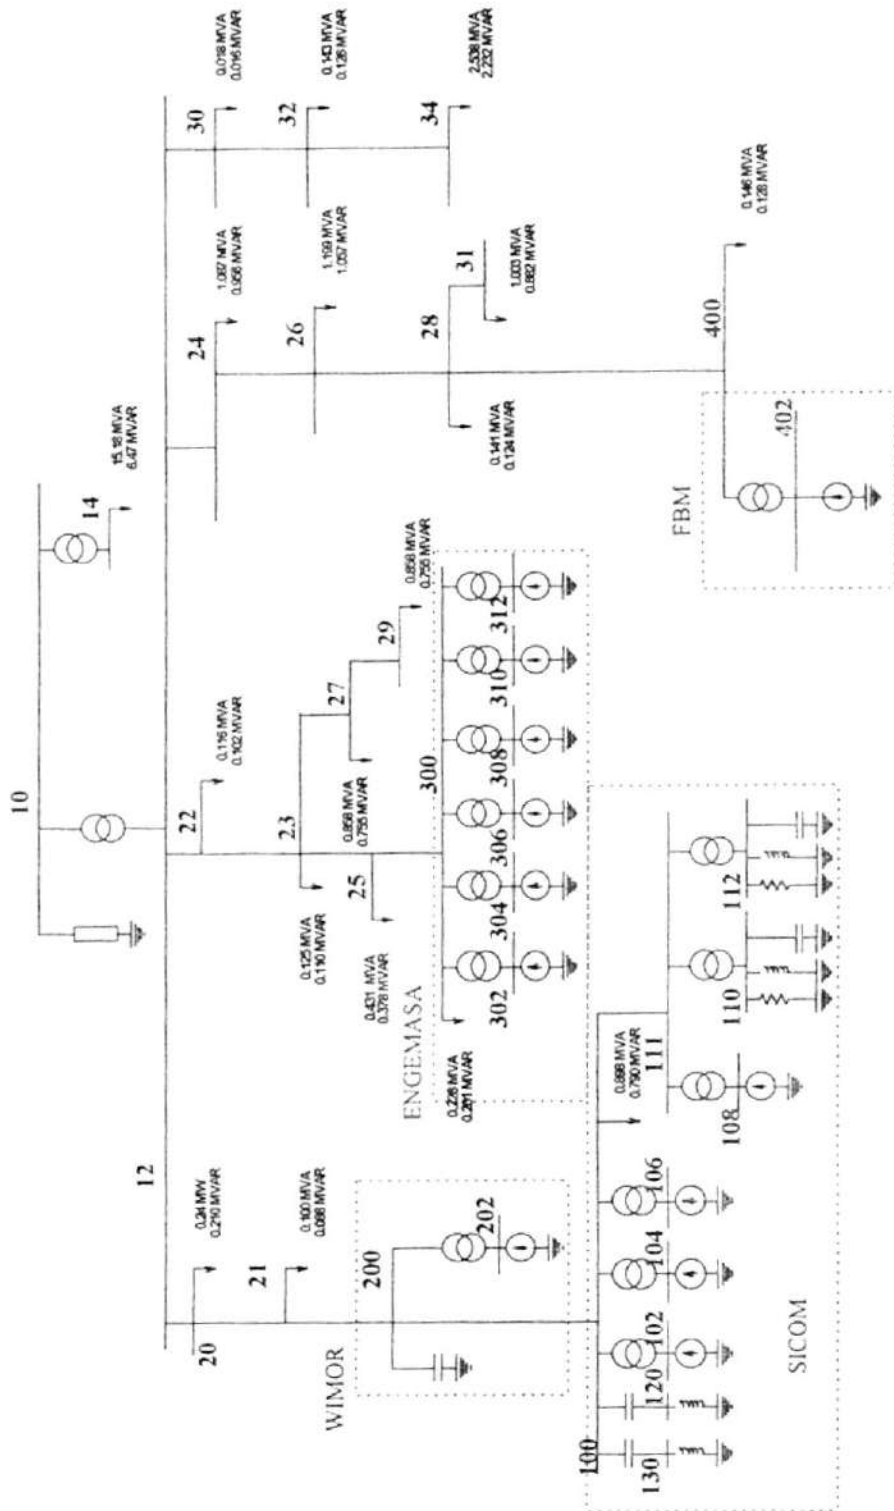 10
14
15.18 MVA
6.47 MVAR
12
20
0.24 MW
0.210 MVAR
21
0.100 MVA
0.088 MVAR
WIMOR
200
202
22
0.116 MVA
0.102 MVAR
23
0.125 MVA
0.110 MVAR
25
0.431 MVA
0.378 MVAR
27
0.858 MVA
0.755 MVAR
29
0.858 MVA
0.755 MVAR
ENGEMASA
300
302
304
306
308
310
312
0.201 MVAR
24
1.087 MVA
0.956 MVAR
26
1.199 MVA
1.057 MVAR
28
0.141 MVA
0.124 MVAR
31
1.003 MVA
0.882 MVAR
400
0.146 MVA
0.128 MVAR
FBM
402
30
0.018 MVA
0.016 MVAR
32
0.143 MVA
0.126 MVAR
34
2.538 MVA
2.232 MVAR
SICOM
100
130
120
102
104
106
0.898 MVA
0.790 MVAR
111
108
110
112